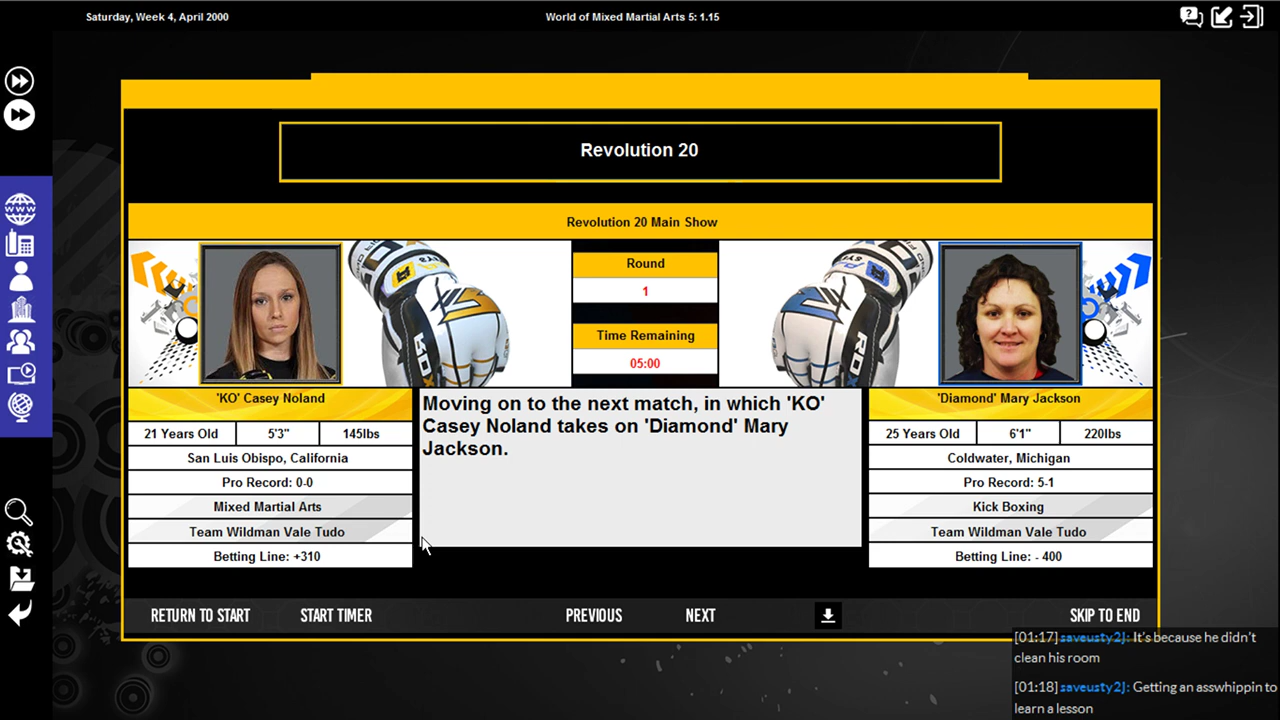 Saturday, Week 4, April 2000
World of Mixed Martial Arts 5: 1.15
Revolution 20
Revolution 20 Main Show
Round
1
Time Remaining
05:00
'KO' Casey Noland
21 Years Old
5'3"
145lbs
San Luis Obispo, California
Pro Record: 0-0
Mixed Martial Arts
Team Wildman Vale Tudo
Betting Line: +310
Moving on to the next match, in which 'KO'
Casey Noland takes on 'Diamond' Mary
Jackson.
'Diamond' Mary Jackson
25 Years Old
6'1"
220lbs
Coldwater, Michigan
Pro Record: 5-1
Kick Boxing
Team Wildman Vale Tudo
Betting Line: - 400
RETURN TO START
START TIMER
PREVIOUS
NEXT
SKIP TO END
[01:17] saveusty2J: It's because he didn't
clean his room
[01:18] saveusty2J: Getting an asswhippin to
learn a lesson